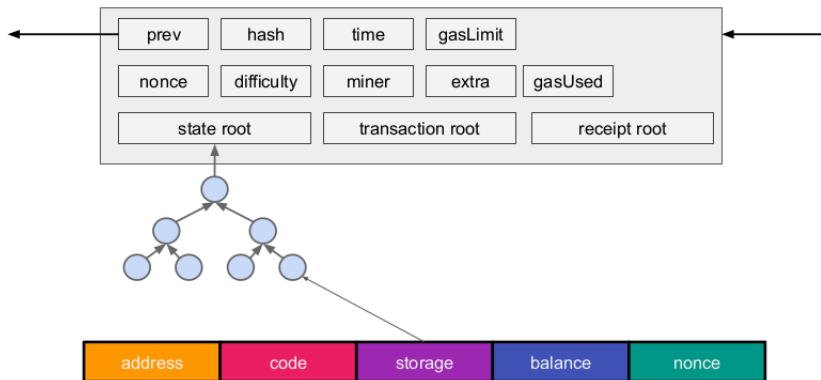 prev hash time gasLimit
nonce difficulty miner extra gasUsed
state root transaction root receipt root
address code storage balance nonce